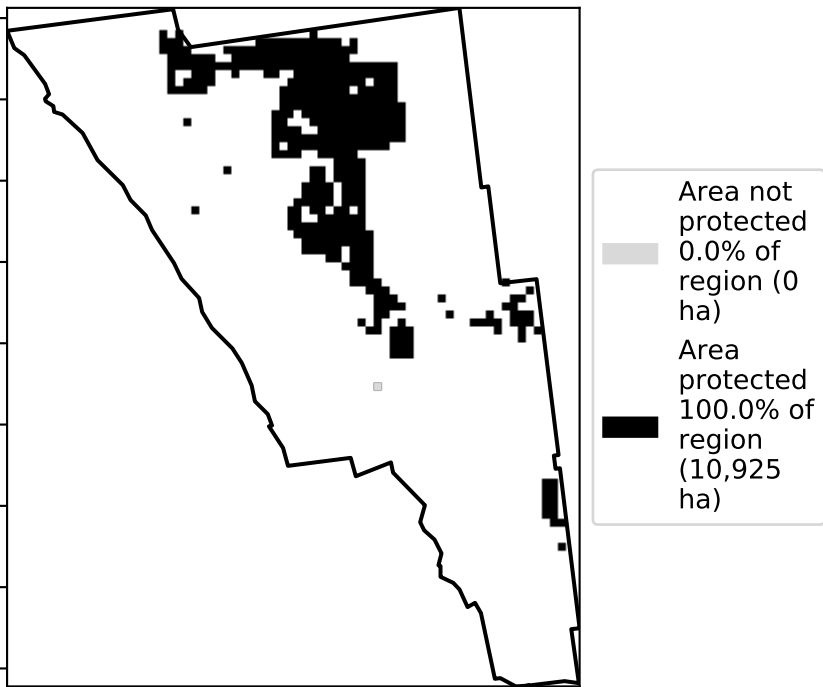 Area not
protected
0.0% of
region (0
ha)
Area
protected
100.0% of
region
(10,925
ha)